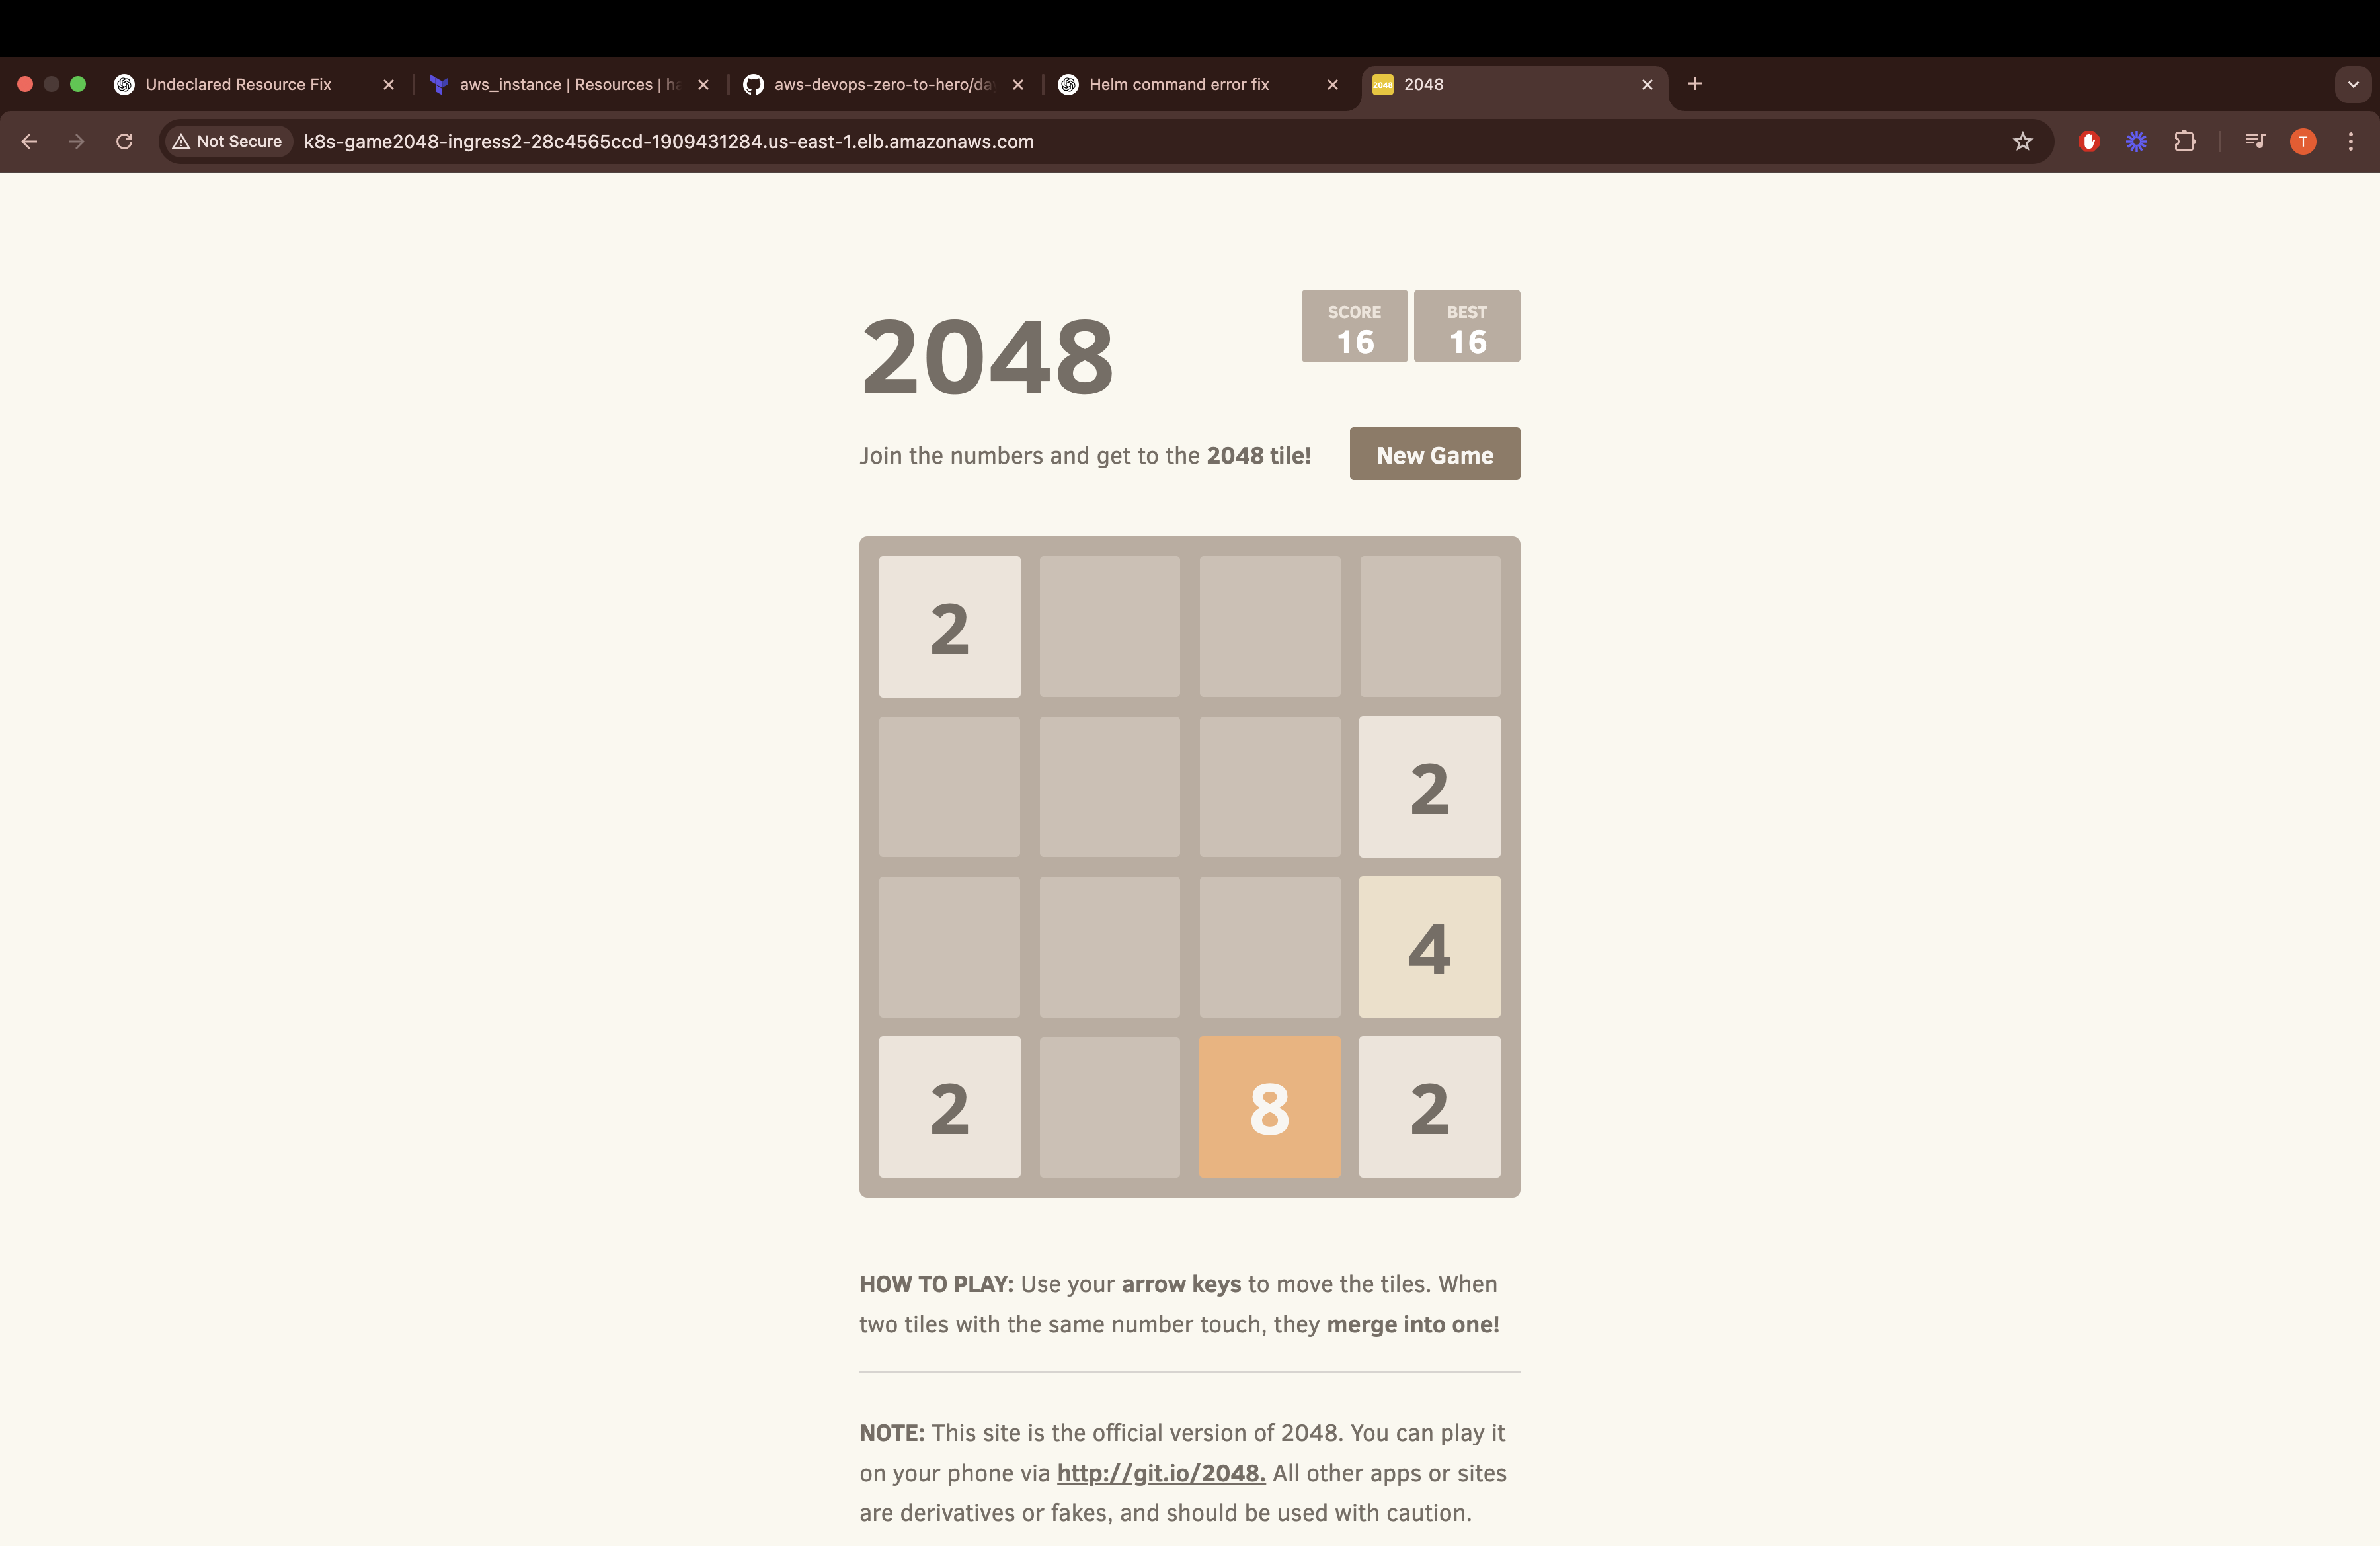 Undeclared Resource Fix
aws_instance | Resources | ha
aws-devops-zero-to-hero/day
Helm command error fix
2048
2048
Not Secure
k8s-game2048-ingress2-28c4565ccd-1909431284.us-east-1.elb.amazonaws.com
T
2048
SCORE
16
BEST
16
Join the numbers and get to the 2048 tile!
New Game
2
2
4
2 8 2
HOW TO PLAY: Use your arrow keys to move the tiles. When
two tiles with the same number touch, they merge into one!
NOTE: This site is the official version of 2048. You can play it
on your phone via http://git.io/2048. All other apps or sites
are derivatives or fakes, and should be used with caution.